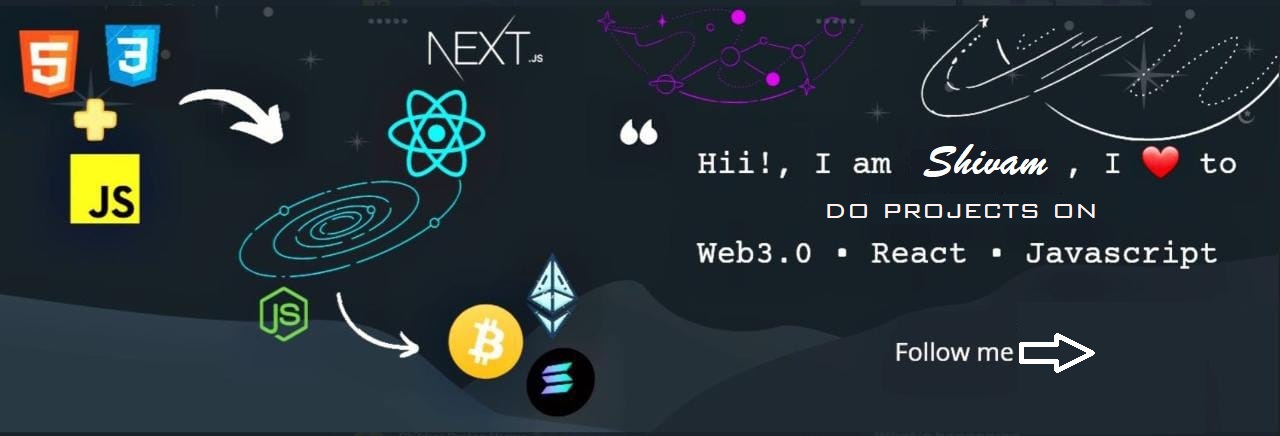 5
3
NEXT.JS
JS
JS
“
Hii!, I am Shivam, I ❤️ to
DO PROJECTS ON
Web3.0 ▪ React ▪ Javascript
Follow me